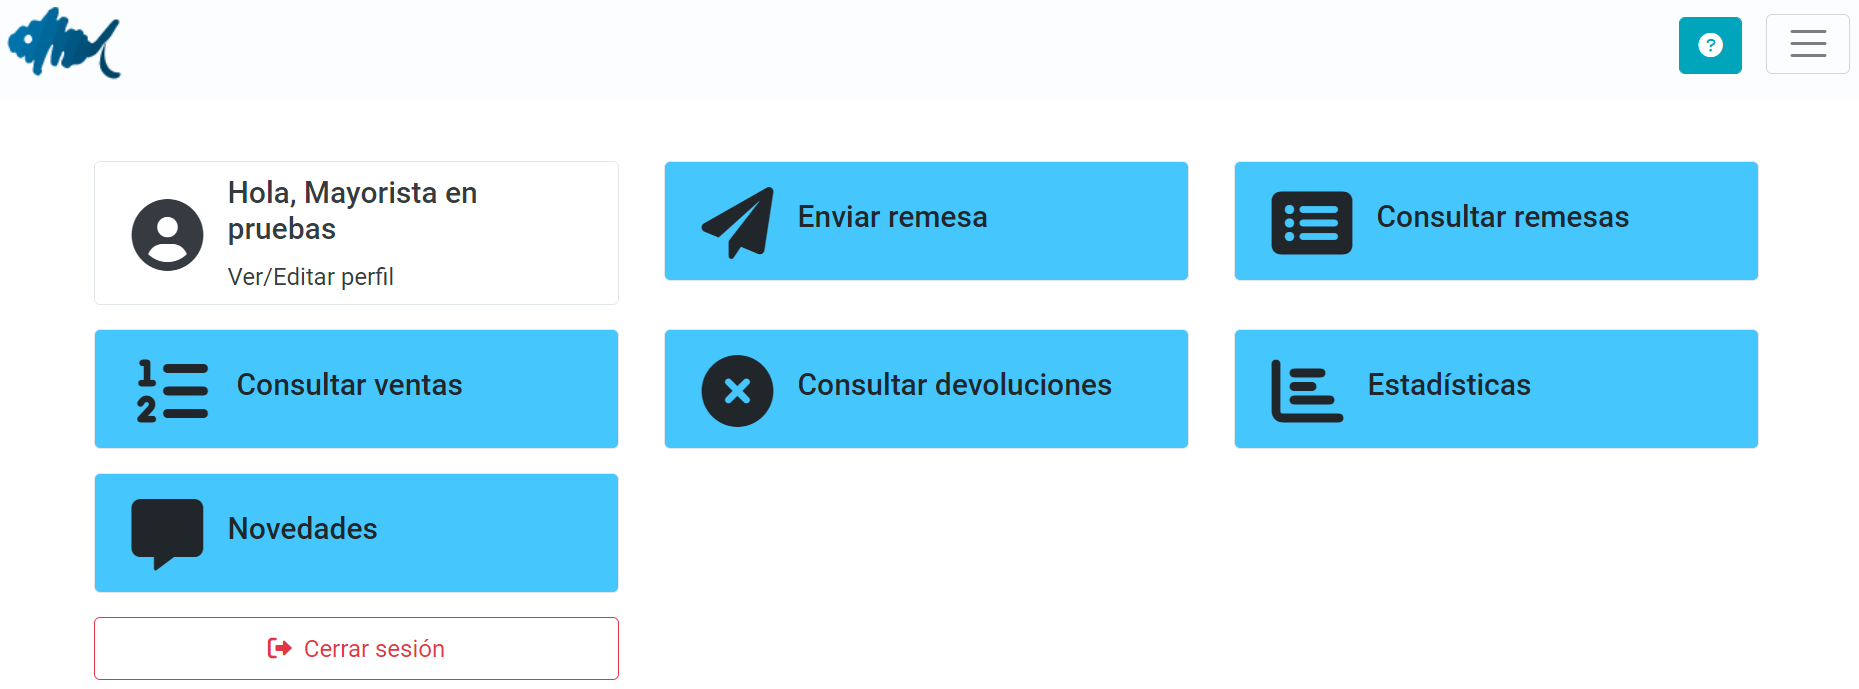 Hola, Mayorista en
pruebas
Ver/Editar perfil
Enviar remesa
Consultar remesas
Consultar ventas
Consultar devoluciones
Estadísticas
Novedades
Cerrar sesión